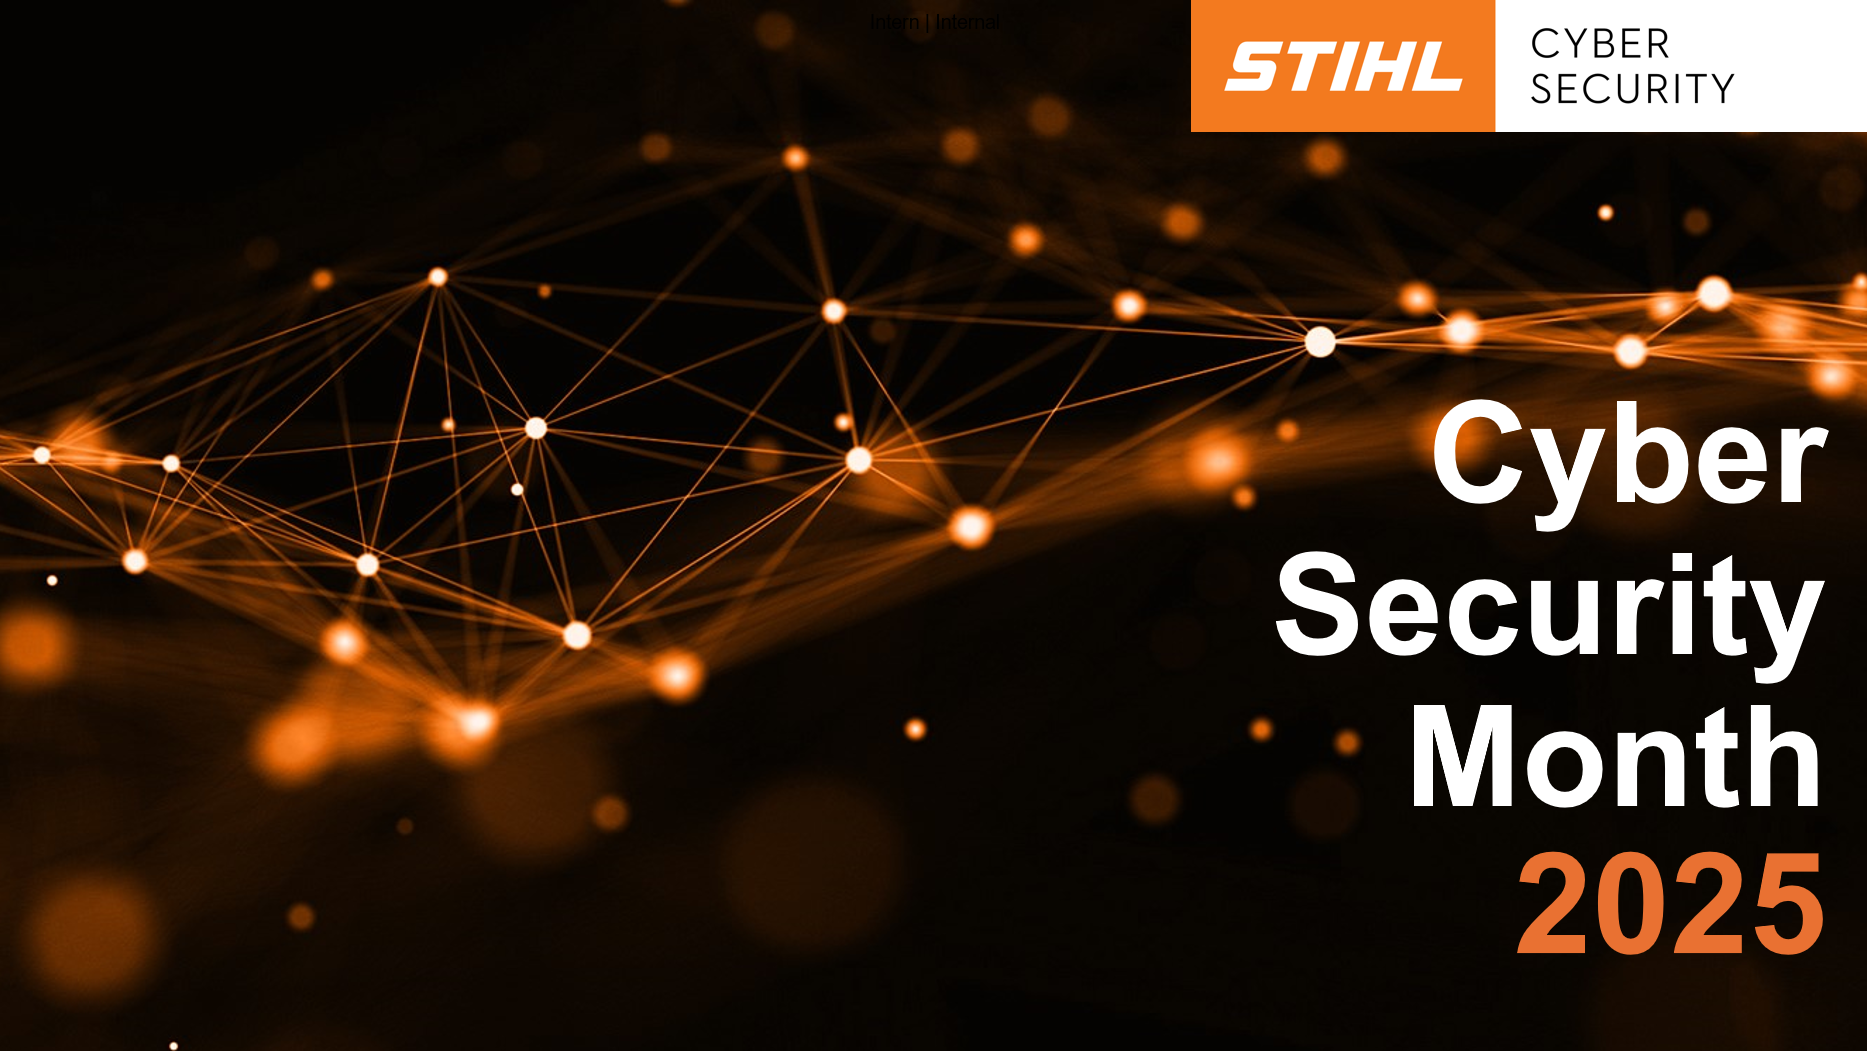 Intern | Internal
STIHL
CYBER
SECURITY
Cyber
Security
Month
2025